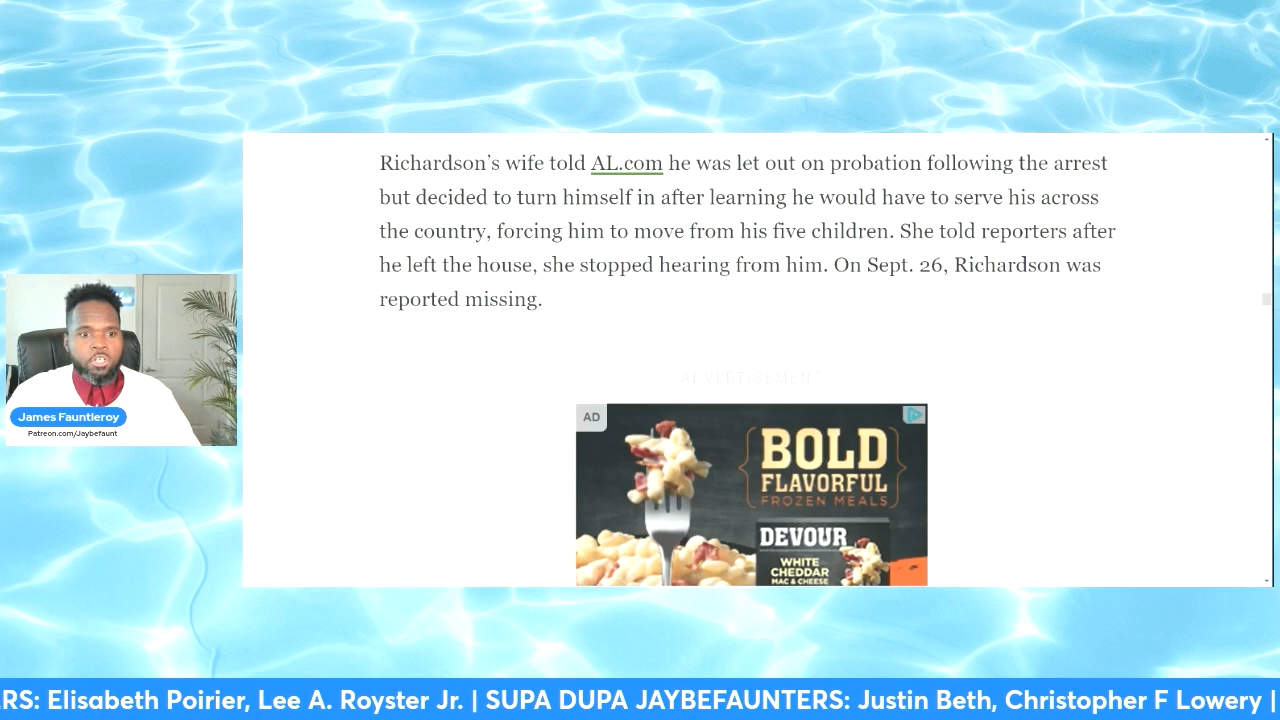 Richardson’s wife told AL.com he was let out on probation following the arrest
but decided to turn himself in after learning he would have to serve his across
the country, forcing him to move from his five children. She told reporters after
he left the house, she stopped hearing from him. On Sept. 26, Richardson was
reported missing.
ADVERTISEMENT
AD
BOLD
FLAVORFUL
FROZEN MEALS
DEVOUR
WHITE
CHEDDAR
MAC & CHEESE
James Fauntleroy
Patreon.com/Jaybefaunt
RS: Elisabeth Poirier, Lee A. Royster Jr. | SUPA DUPA JAYBEFAUNTERS: Justin Beth, Christopher F Lowery |